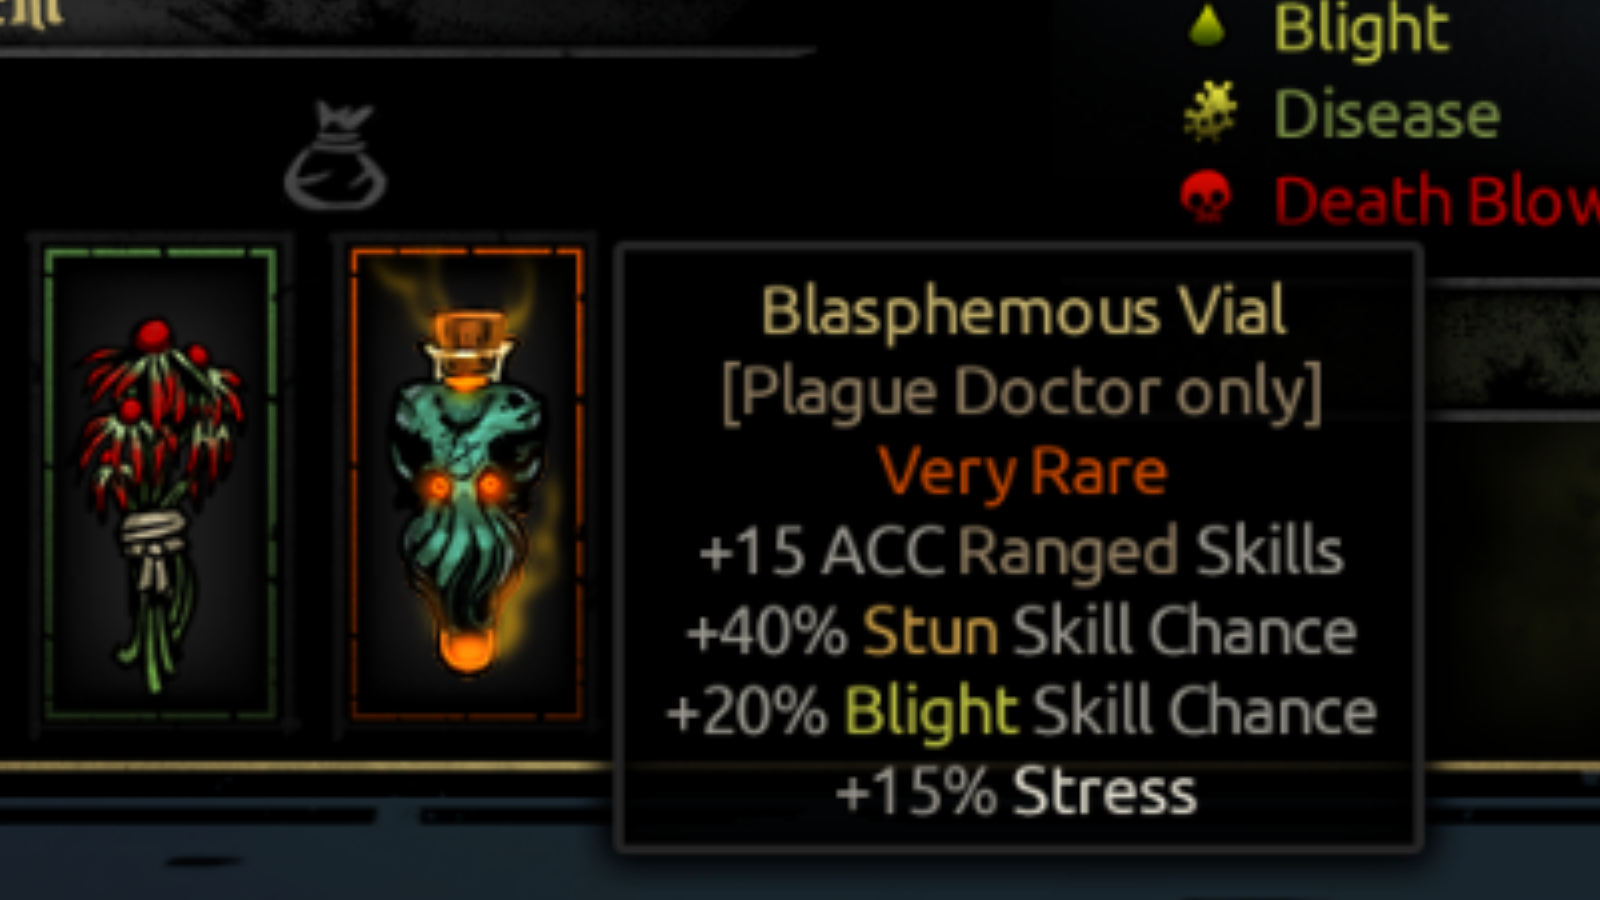 Blight
Disease
Death Blow
Blasphemous Vial
[Plague Doctor only]
Very Rare
+15 ACC Ranged Skills
+40% Stun Skill Chance
+20% Blight Skill Chance
+15% Stress